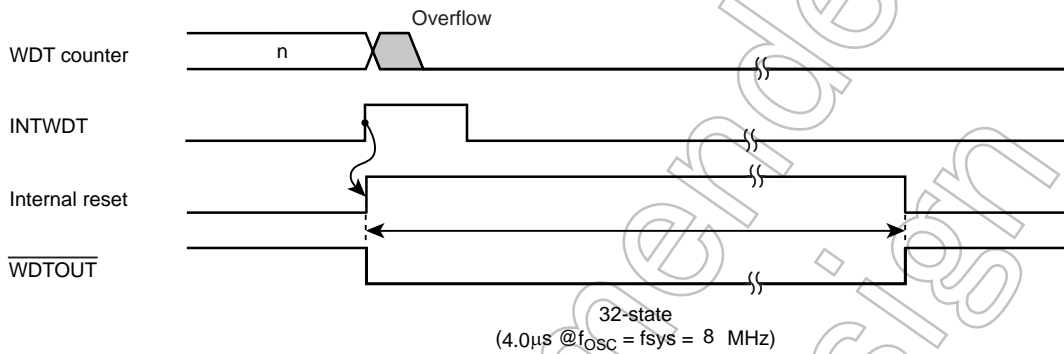 Overflow
WDT counter
n
INTWDT
Internal reset
WDTOUT
32-state
(4.0μs @fOSC = fsys = 8 MHz)